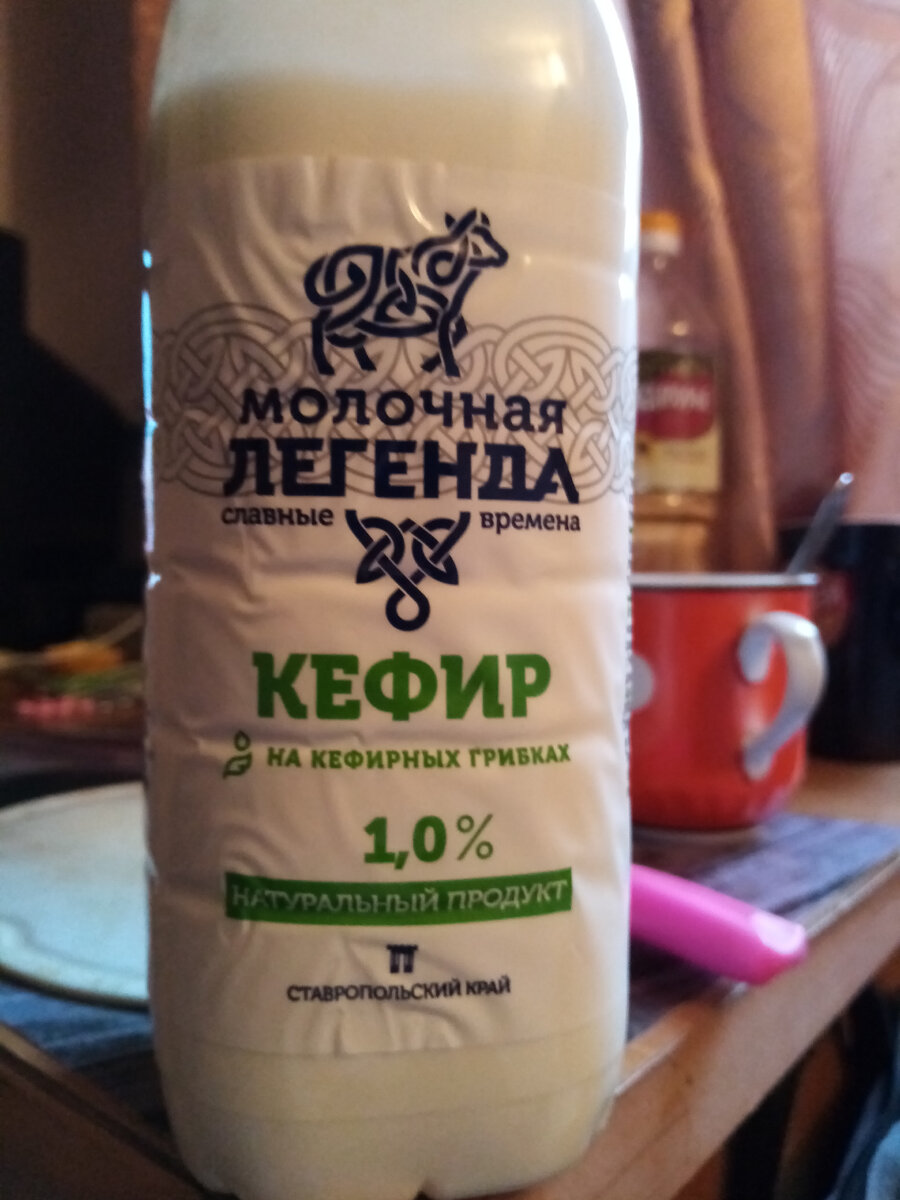 молочная
ЛЕГЕНДА
славные времена
КЕФИР
НА КЕФИРНЫХ ГРИБКАХ
1,0%
НАТУРАЛЬНЫЙ ПРОДУКТ
СТАВРОПОЛЬСКИЙ КРАЙ